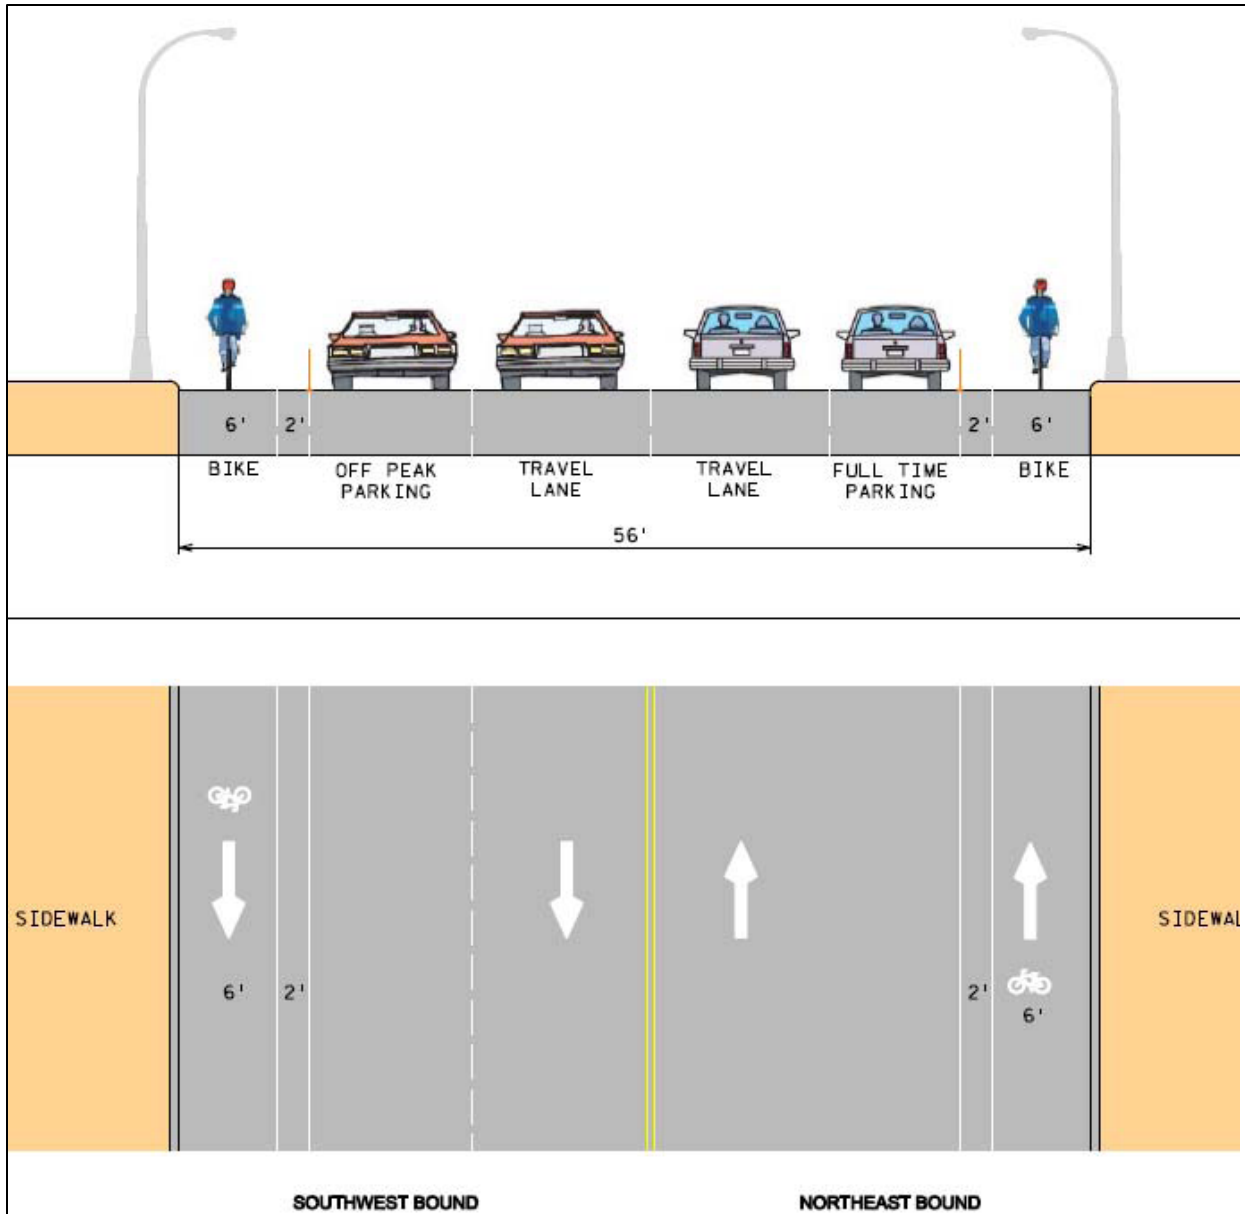 6' 2' 2' 6'
BIKE OFF PEAK PARKING TRAVEL LANE TRAVEL LANE FULL TIME PARKING BIKE
56'
SIDEWALK SIDEWAL
6' 2' 2' 6'
SOUTHWEST BOUND NORTHEAST BOUND